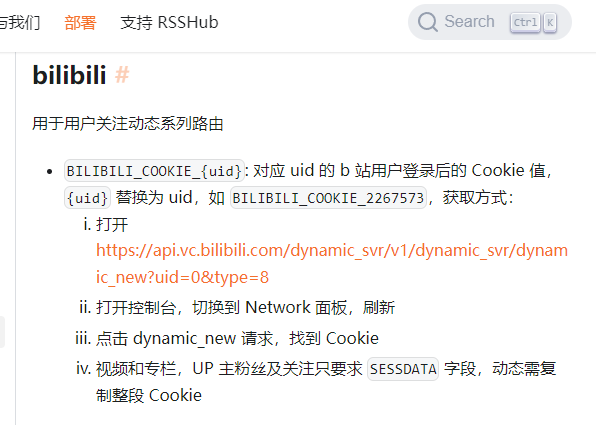 与我们 部署 支持 RSSHub Search Ctrl K
bilibili #
用于用户关注动态系列路由
• BILIBILI_COOKIE_{uid}: 对应 uid 的 b 站用户登录后的 Cookie 值，
{uid} 替换为 uid，如 BILIBILI_COOKIE_2267573，获取方式：
i. 打开
https://api.vc.bilibili.com/dynamic_svr/v1/dynamic_svr/dynam
ic_new?uid=0&type=8
ii. 打开控制台，切换到 Network 面板，刷新
iii. 点击 dynamic_new 请求，找到 Cookie
iv. 视频和专栏，UP 主粉丝及关注只要求 SESSDATA 字段，动态需复
制整段 Cookie